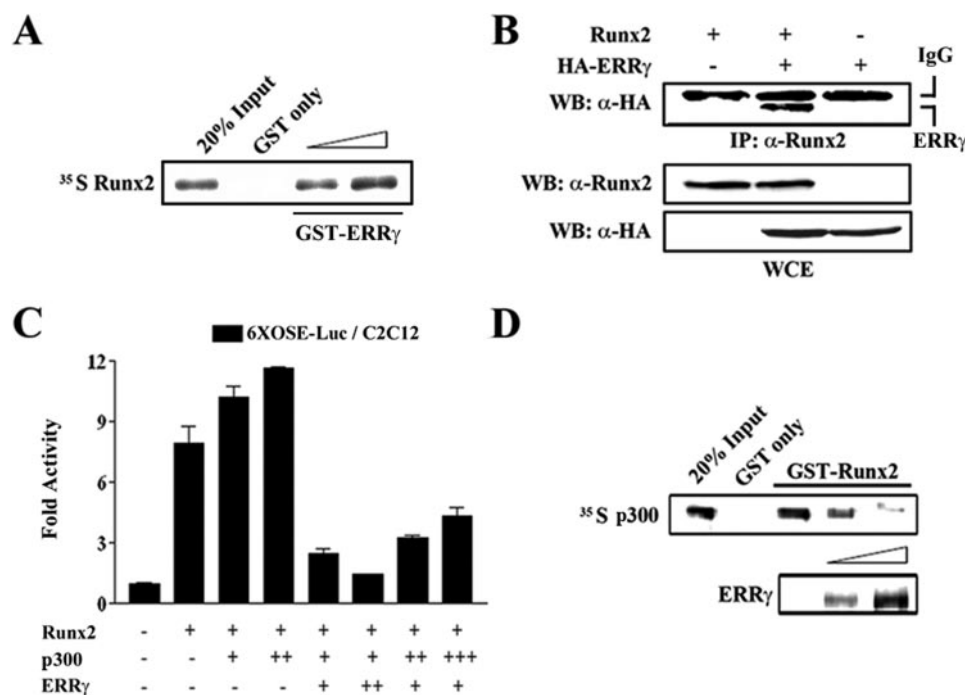 A
20% Input
GST only
³⁵S Runx2
GST-ERRγ
B
Runx2 + + -
HA-ERRγ - + +
IgG
WB: α-HA
ERRγ
IP: α-Runx2
WB: α-Runx2
WB: α-HA
WCE
C
6XOSE-Luc / C2C12
Fold Activity
12
9
6
3
0
Runx2 - + + + + + + +
p300 - - + ++ + + ++ +++
ERRγ - - - - + ++ + +
D
20% Input
GST only
GST-Runx2
³⁵S p300
ERRγ